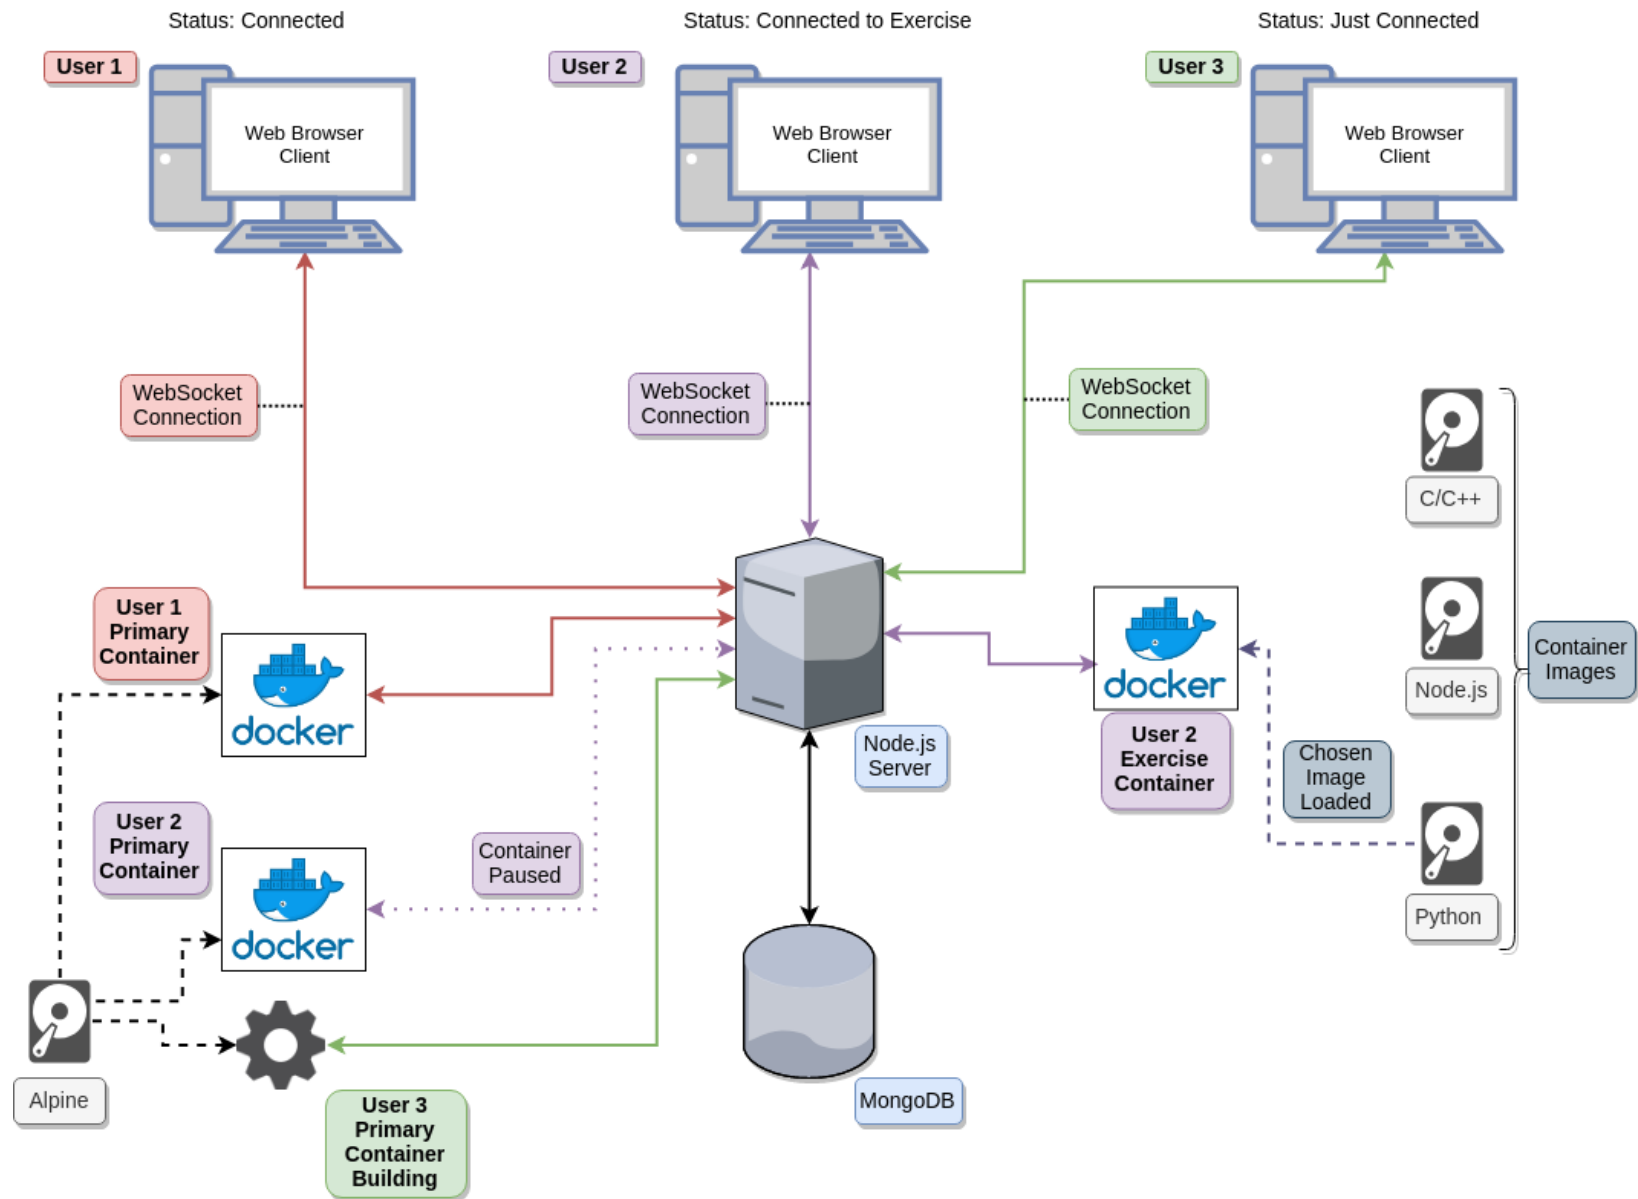 Status: Connected
Status: Connected to Exercise
Status: Just Connected
User 1
User 2
User 3
Web Browser
Client
Web Browser
Client
Web Browser
Client
WebSocket
Connection
WebSocket
Connection
WebSocket
Connection
C/C++
User 1
Primary
Container
docker
docker
Node.js
Container
Images
Node.js
Server
User 2
Exercise
Container
Chosen
Image
Loaded
User 2
Primary
Container
docker
Container
Paused
Python
Alpine
MongoDB
User 3
Primary
Container
Building